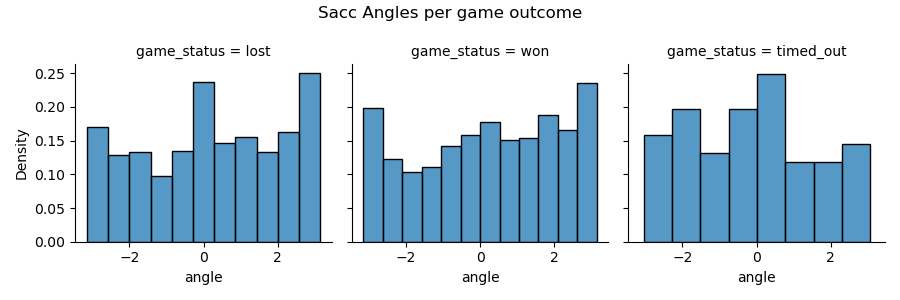 Sacc Angles per game outcome
game_status = lost
game_status = won
game_status = timed_out
Density
0.25
0.20
0.15
0.10
0.05
0.00
−2
0
2
−2
0
2
−2
0
2
angle
angle
angle